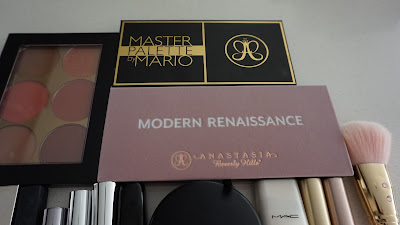 MASTER
PALETTE
by
MARIO
MODERN RENAISSANCE
ANASTASIA
Beverly Hills
MAC